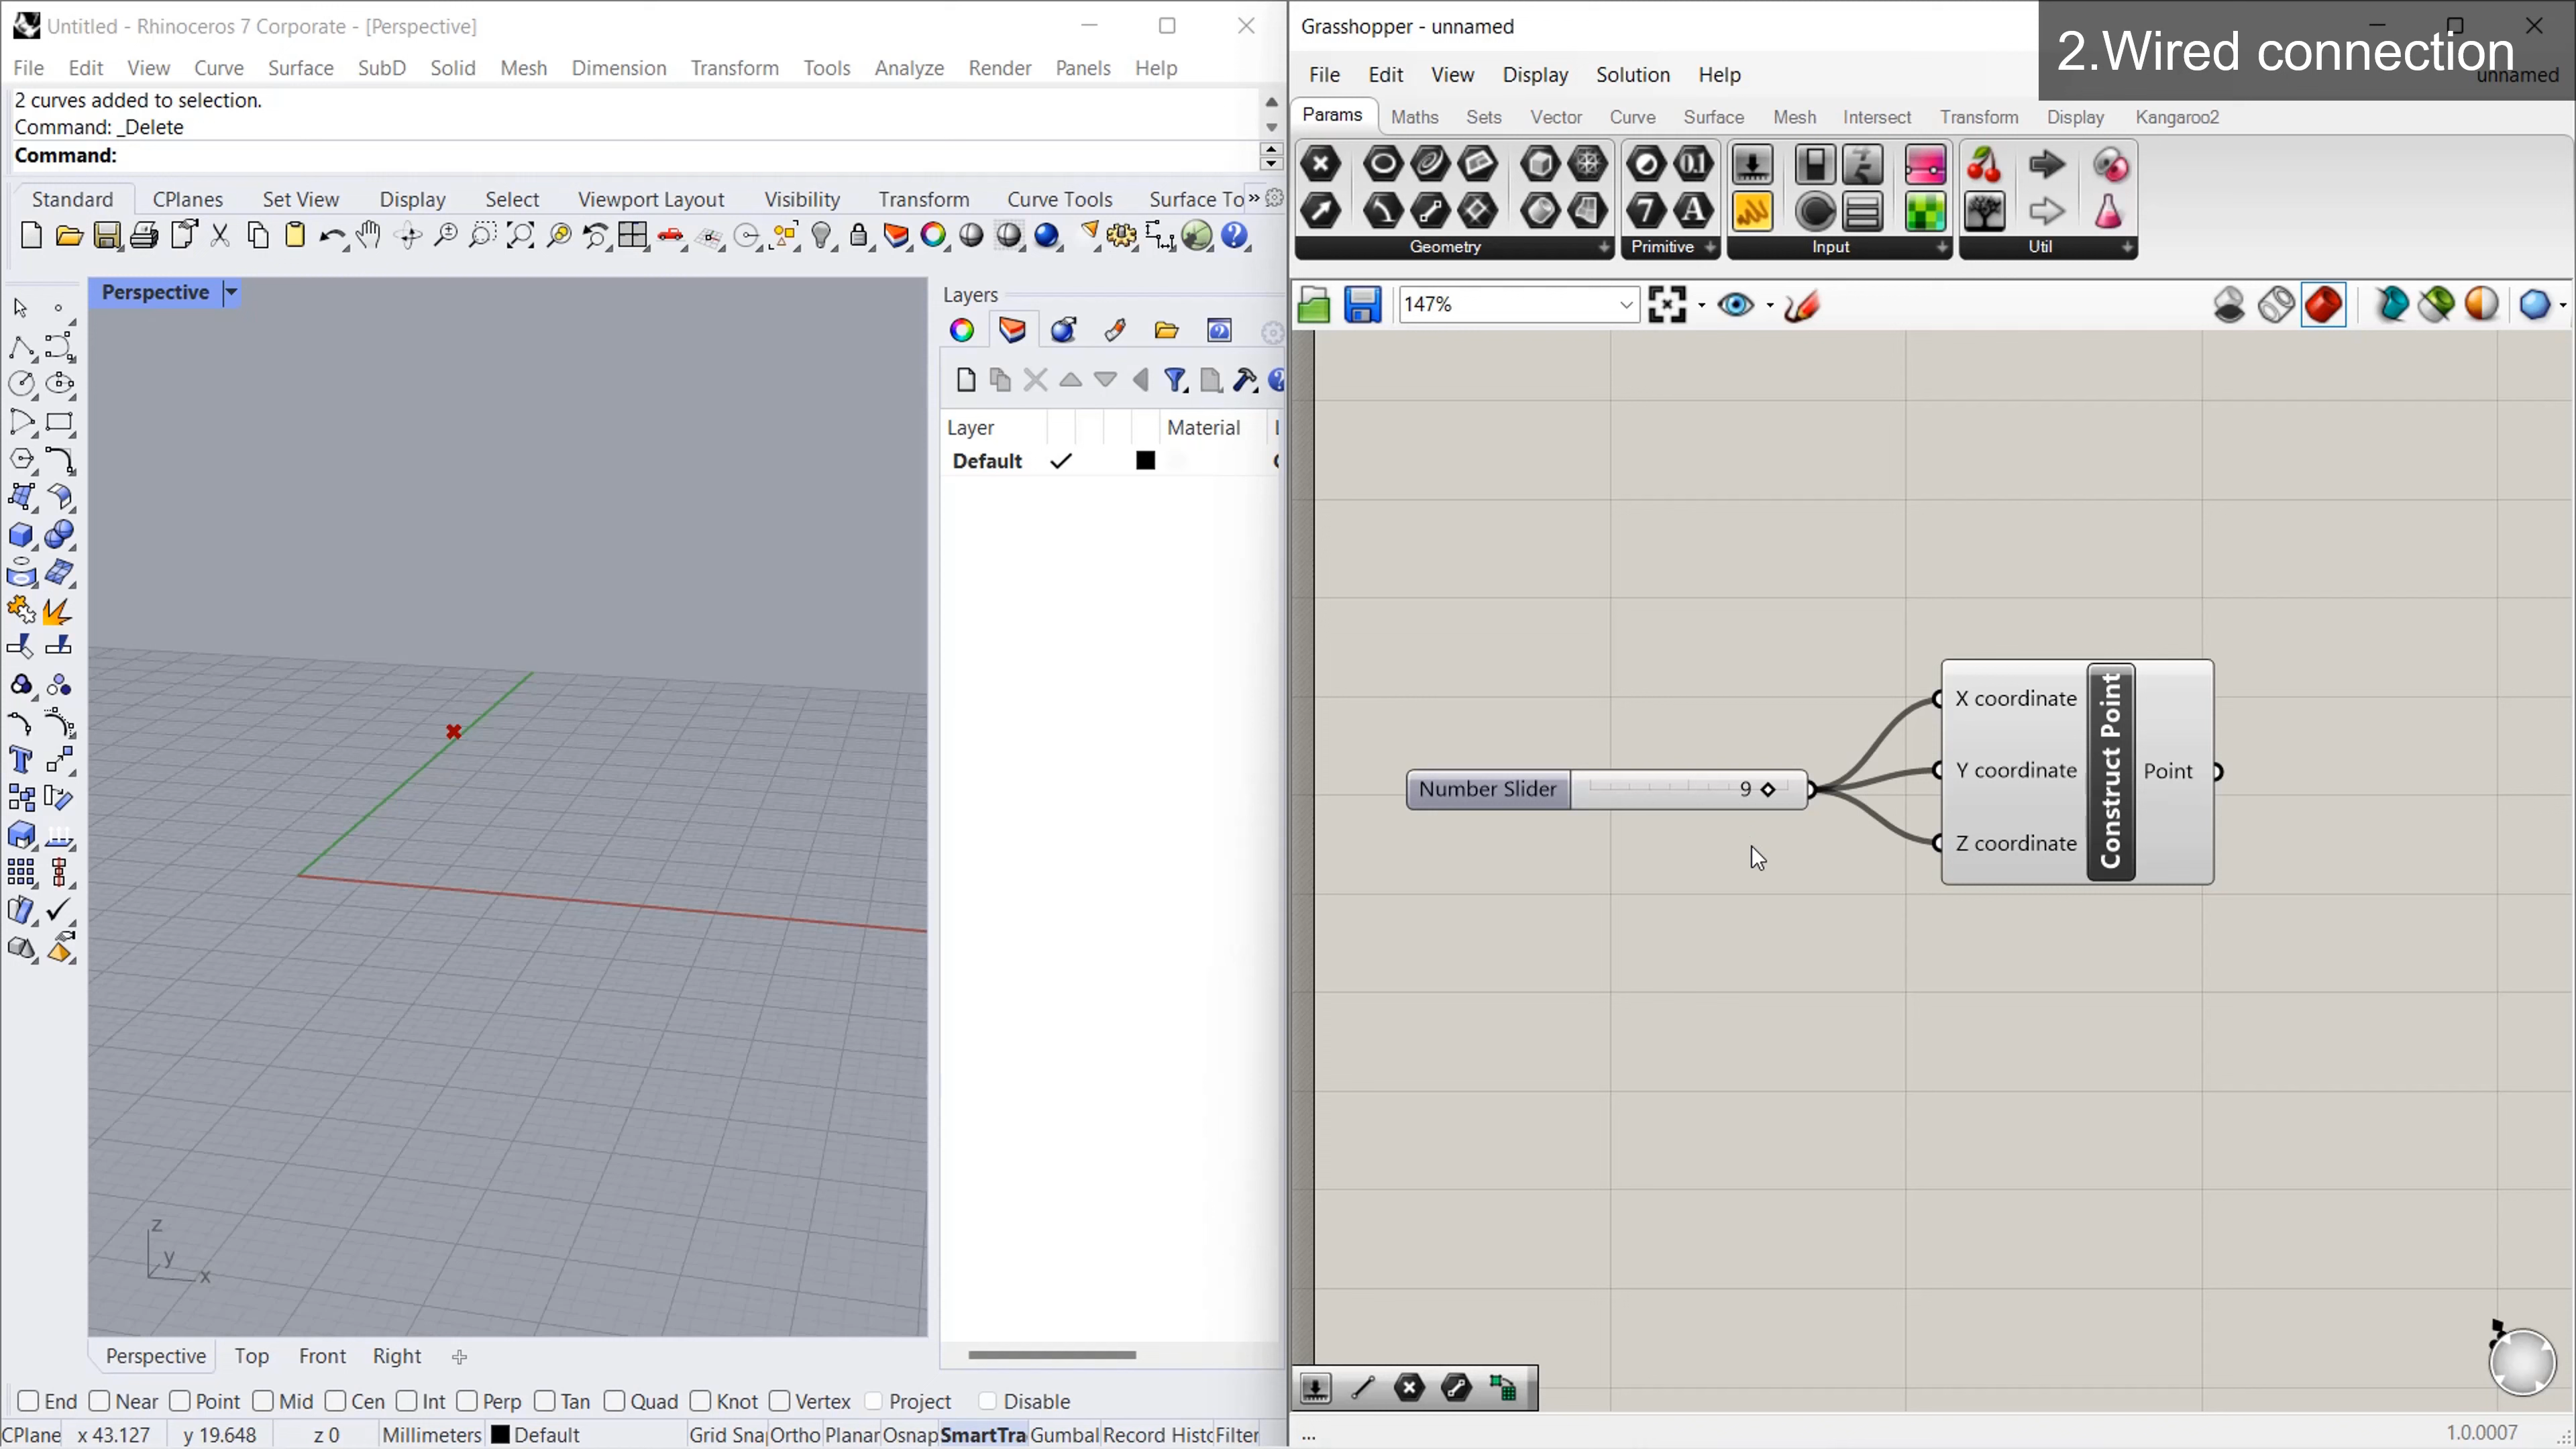 Untitled - Rhinoceros 7 Corporate - [Perspective]
File Edit View Curve Surface SubD Solid Mesh Dimension Transform Tools Analyze Render Panels Help
2 curves added to selection.
Command: _Delete
Command:
Standard CPlanes Set View Display Select Viewport Layout Visibility Transform Curve Tools Surface To »
Perspective
Layers
Layer Material
Default
z
y
x
Perspective Top Front Right
End Near Point Mid Cen Int Perp Tan Quad Knot Vertex Project Disable
CPlane x 43.127 y 19.648 z 0 Millimeters Default Grid Sna Ortho Planar Osnap SmartTra Gumbal Record Histo Filter
Grasshopper - unnamed
2.Wired connection
File Edit View Display Solution Help
unnamed
Params Maths Sets Vector Curve Surface Mesh Intersect Transform Display Kangaroo2
0.1
7 A
Geometry Primitive Input Util
147%
X coordinate
Y coordinate
Z coordinate
Construct Point
Point
Number Slider 9
...
1.0.0007